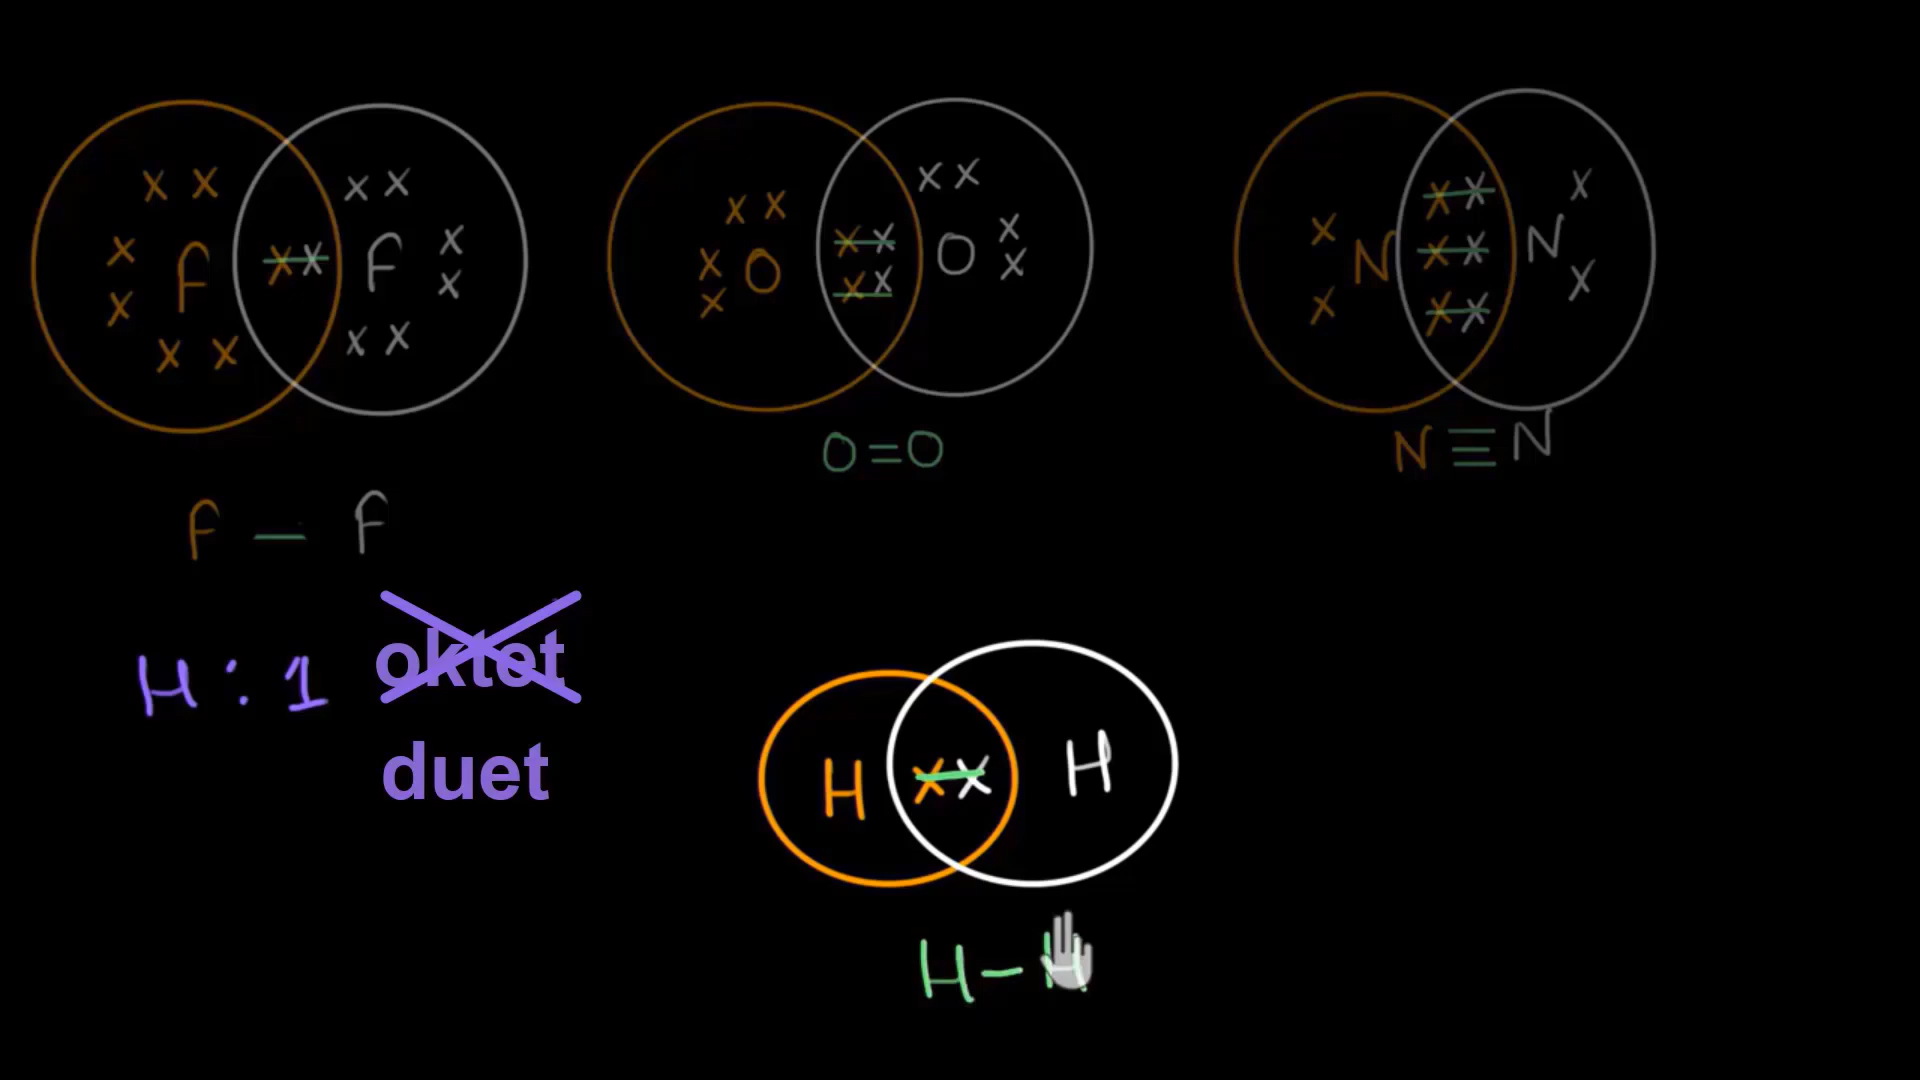 x x x x F x x x x x x x F x x x x
x x x x O x x x x x x O x x
x x N x x x x x x N x x
F — F
O=O
N≡N
H : 1 oktet
duet
H x x H
H-H